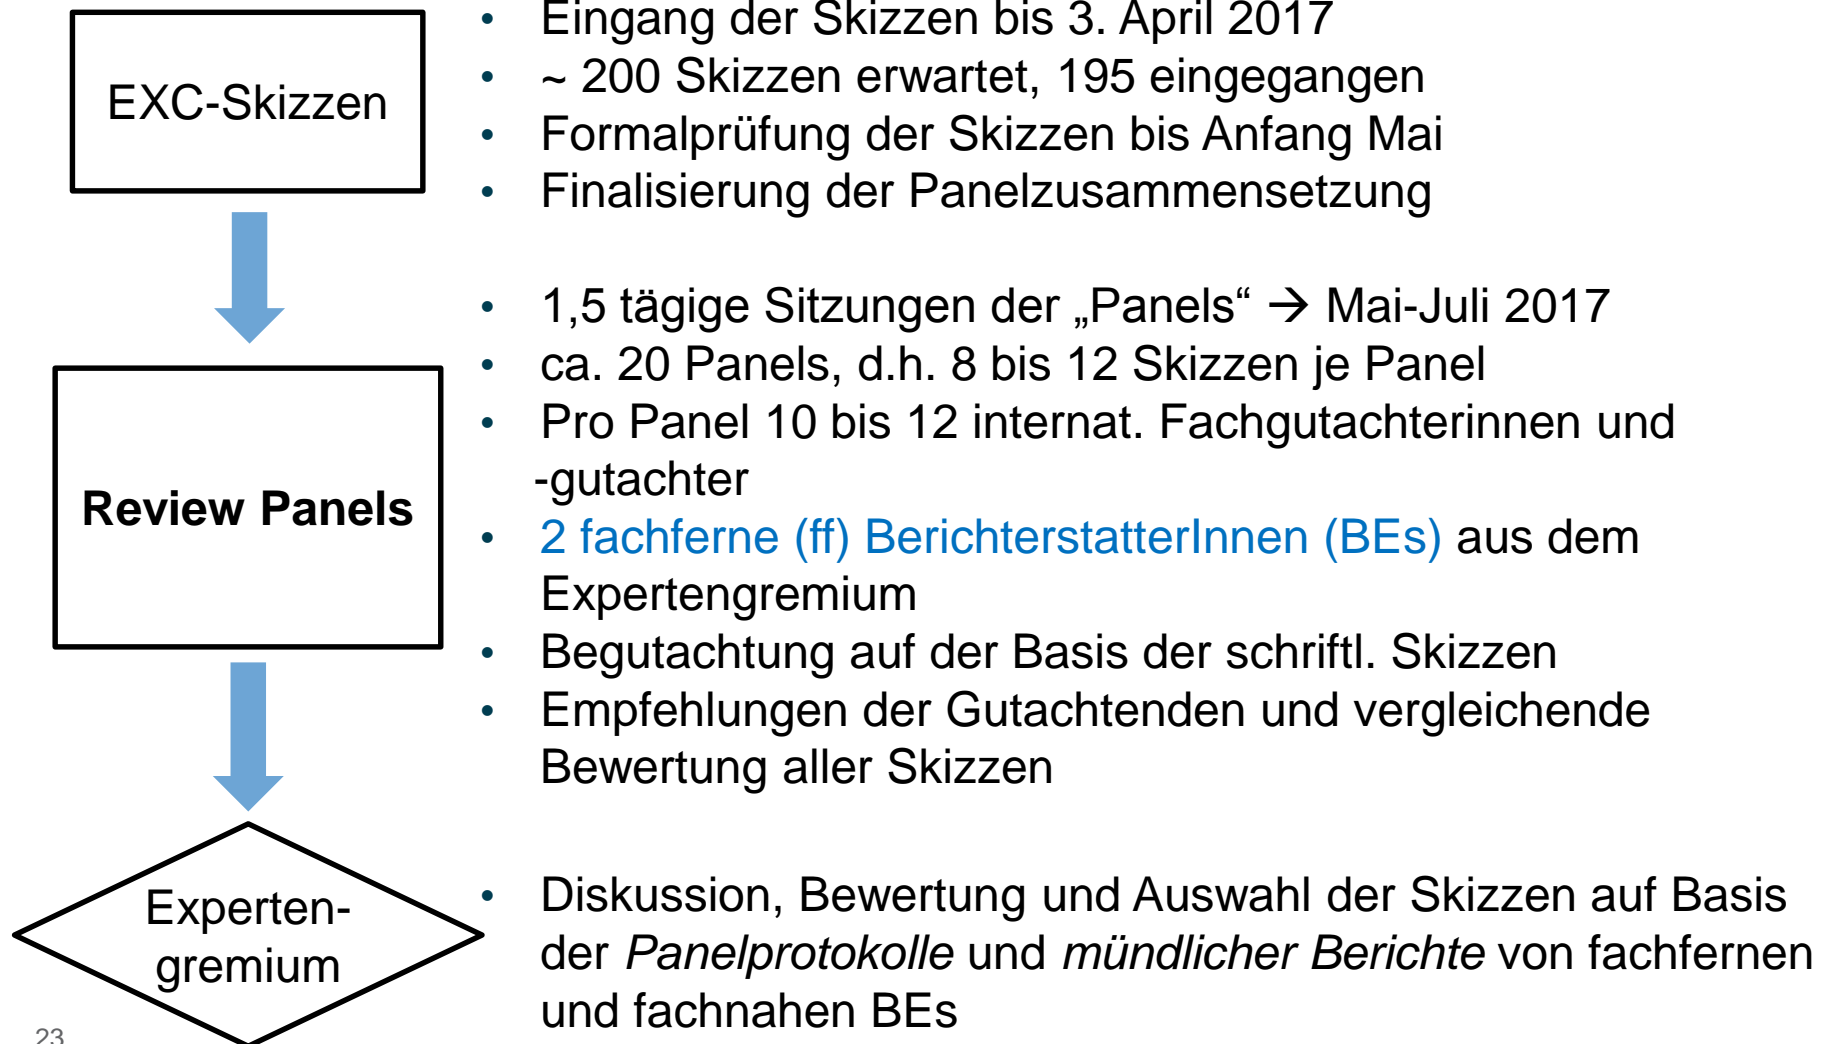 EXC-Skizzen
• Eingang der Skizzen bis 3. April 2017
• ~ 200 Skizzen erwartet, 195 eingegangen
• Formalprüfung der Skizzen bis Anfang Mai
• Finalisierung der Panelzusammensetzung
Review Panels
• 1,5 tägige Sitzungen der „Panels“ → Mai-Juli 2017
• ca. 20 Panels, d.h. 8 bis 12 Skizzen je Panel
• Pro Panel 10 bis 12 internat. Fachgutachterinnen und
-gutachter
• 2 fachferne (ff) BerichterstatterInnen (BEs) aus dem
Expertengremium
• Begutachtung auf der Basis der schriftl. Skizzen
• Empfehlungen der Gutachtenden und vergleichende
Bewertung aller Skizzen
Experten-
gremium
• Diskussion, Bewertung und Auswahl der Skizzen auf Basis
der Panelprotokolle und mündlicher Berichte von fachfernen
und fachnahen BEs
23